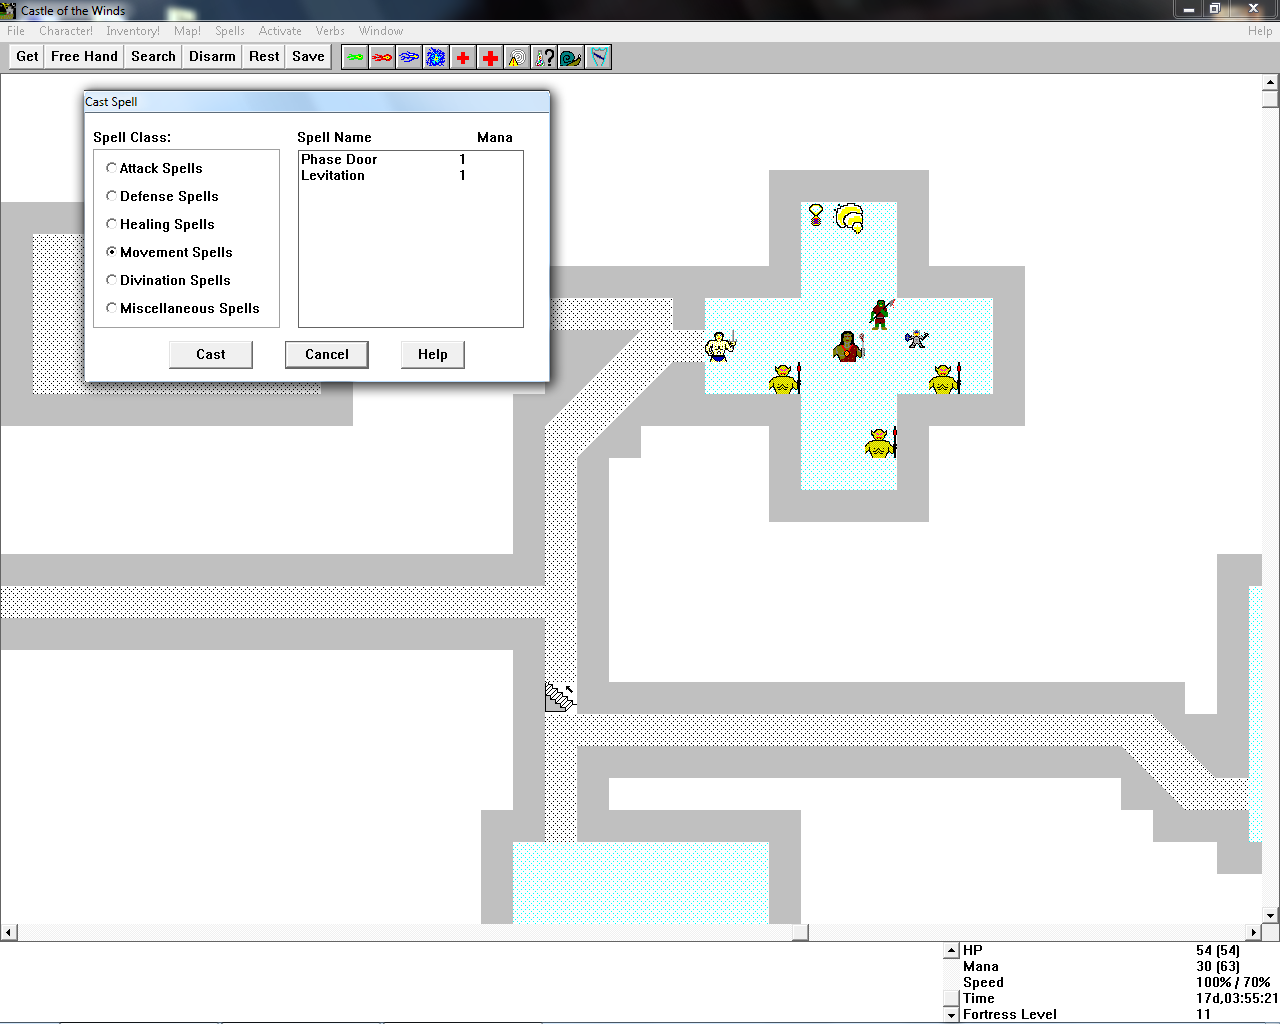 Castle of the Winds
File Character! Inventory! Map! Spells Activate Verbs Window Help
Get Free Hand Search Disarm Rest Save
Cast Spell
Spell Class:
Attack Spells
Defense Spells
Healing Spells
Movement Spells
Divination Spells
Miscellaneous Spells
Spell Name Mana
Phase Door 1
Levitation 1
Cast Cancel Help
HP 54 (54)
Mana 30 (63)
Speed 100% / 70%
Time 17d,03:55:21
Fortress Level 11